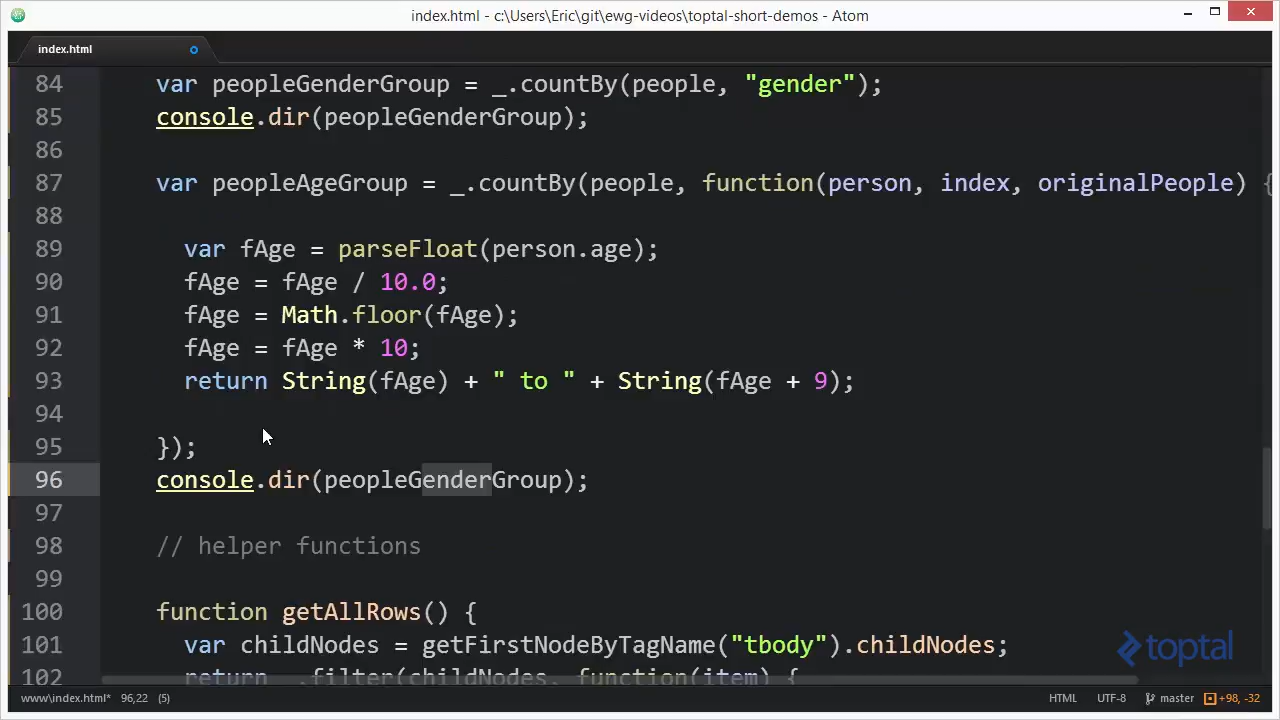 index.html - c:\Users\Eric\git\ewg-videos\toptal-short-demos - Atom
index.html
84 var peopleGenderGroup = _.countBy(people, "gender");
85 console.dir(peopleGenderGroup);
86
87 var peopleAgeGroup = _.countBy(people, function(person, index, originalPeople) {
88
89 var fAge = parseFloat(person.age);
90 fAge = fAge / 10.0;
91 fAge = Math.floor(fAge);
92 fAge = fAge * 10;
93 return String(fAge) + " to " + String(fAge + 9);
94
95 });
96 console.dir(peopleGenderGroup);
97
98 // helper functions
99
100 function getAllRows() {
101 var childNodes = getFirstNodeByTagName("tbody").childNodes;
102 return _.filter(childNodes, function(item) {
toptal
www\index.html* 96,22 (5) HTML UTF-8 master +98, -32